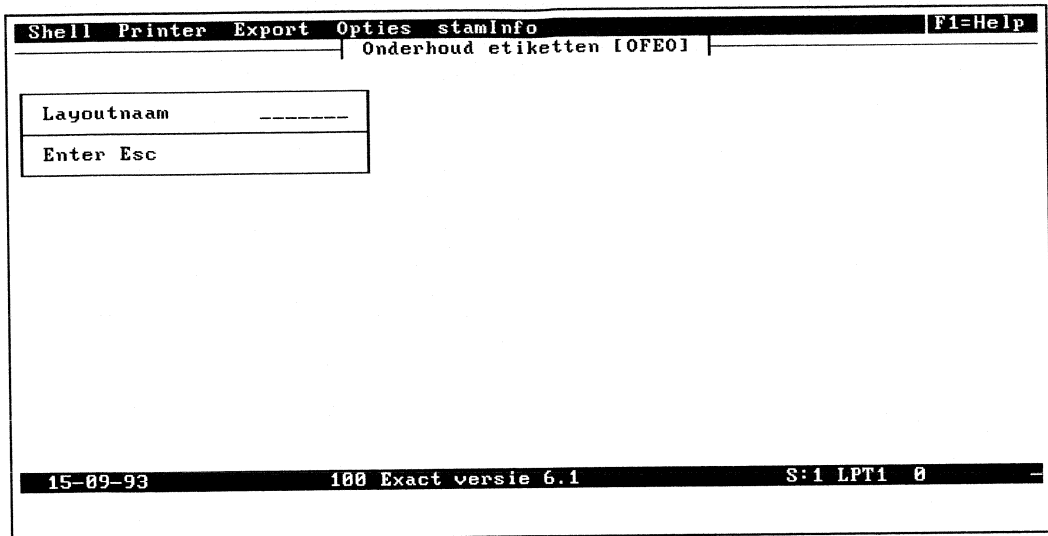 Shell Printer Export Opties stamInfo F1=Help
Onderhoud etiketten [OFEO]
Layoutnaam _______
Enter Esc
15-09-93 100 Exact versie 6.1 S:1 LPT1 0